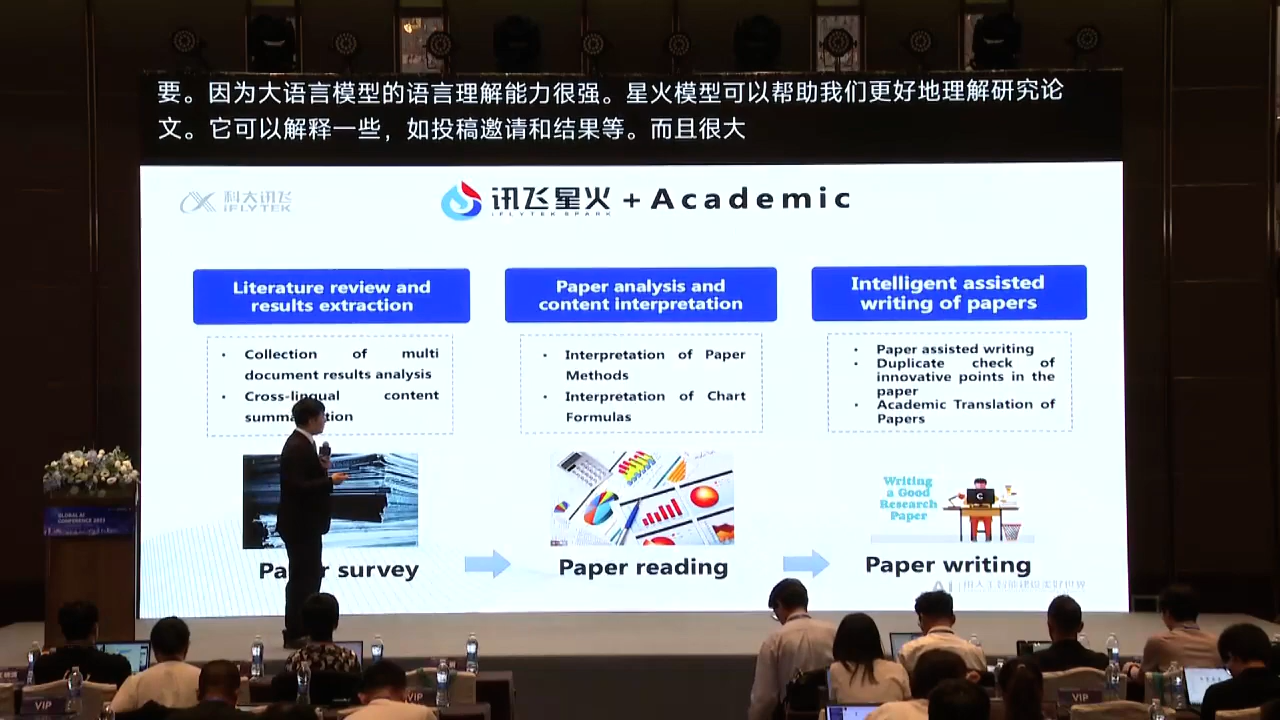 要。因为大语言模型的语言理解能力很强。星火模型可以帮助我们更好地理解研究论
文。它可以解释一些，如投稿邀请和结果等。而且很大
科大讯飞
iFLYTEK
讯飞星火 + Academic
IFLYTEK SPARK
Literature review and
results extraction
Collection of multi
document results analysis
Cross-lingual content
Paper analysis and
content interpretation
Interpretation of Paper
Methods
Interpretation of Chart
Formulas
Intelligent assisted
writing of papers
Paper assisted writing
Duplicate check of
innovative points in the
paper
Academic Translation of
Papers
Writing
a Good
Research
Paper
survey
Paper reading
Paper writing
GLOBAL AI
CONFERENCE 2023
VIP
VIP
VIP